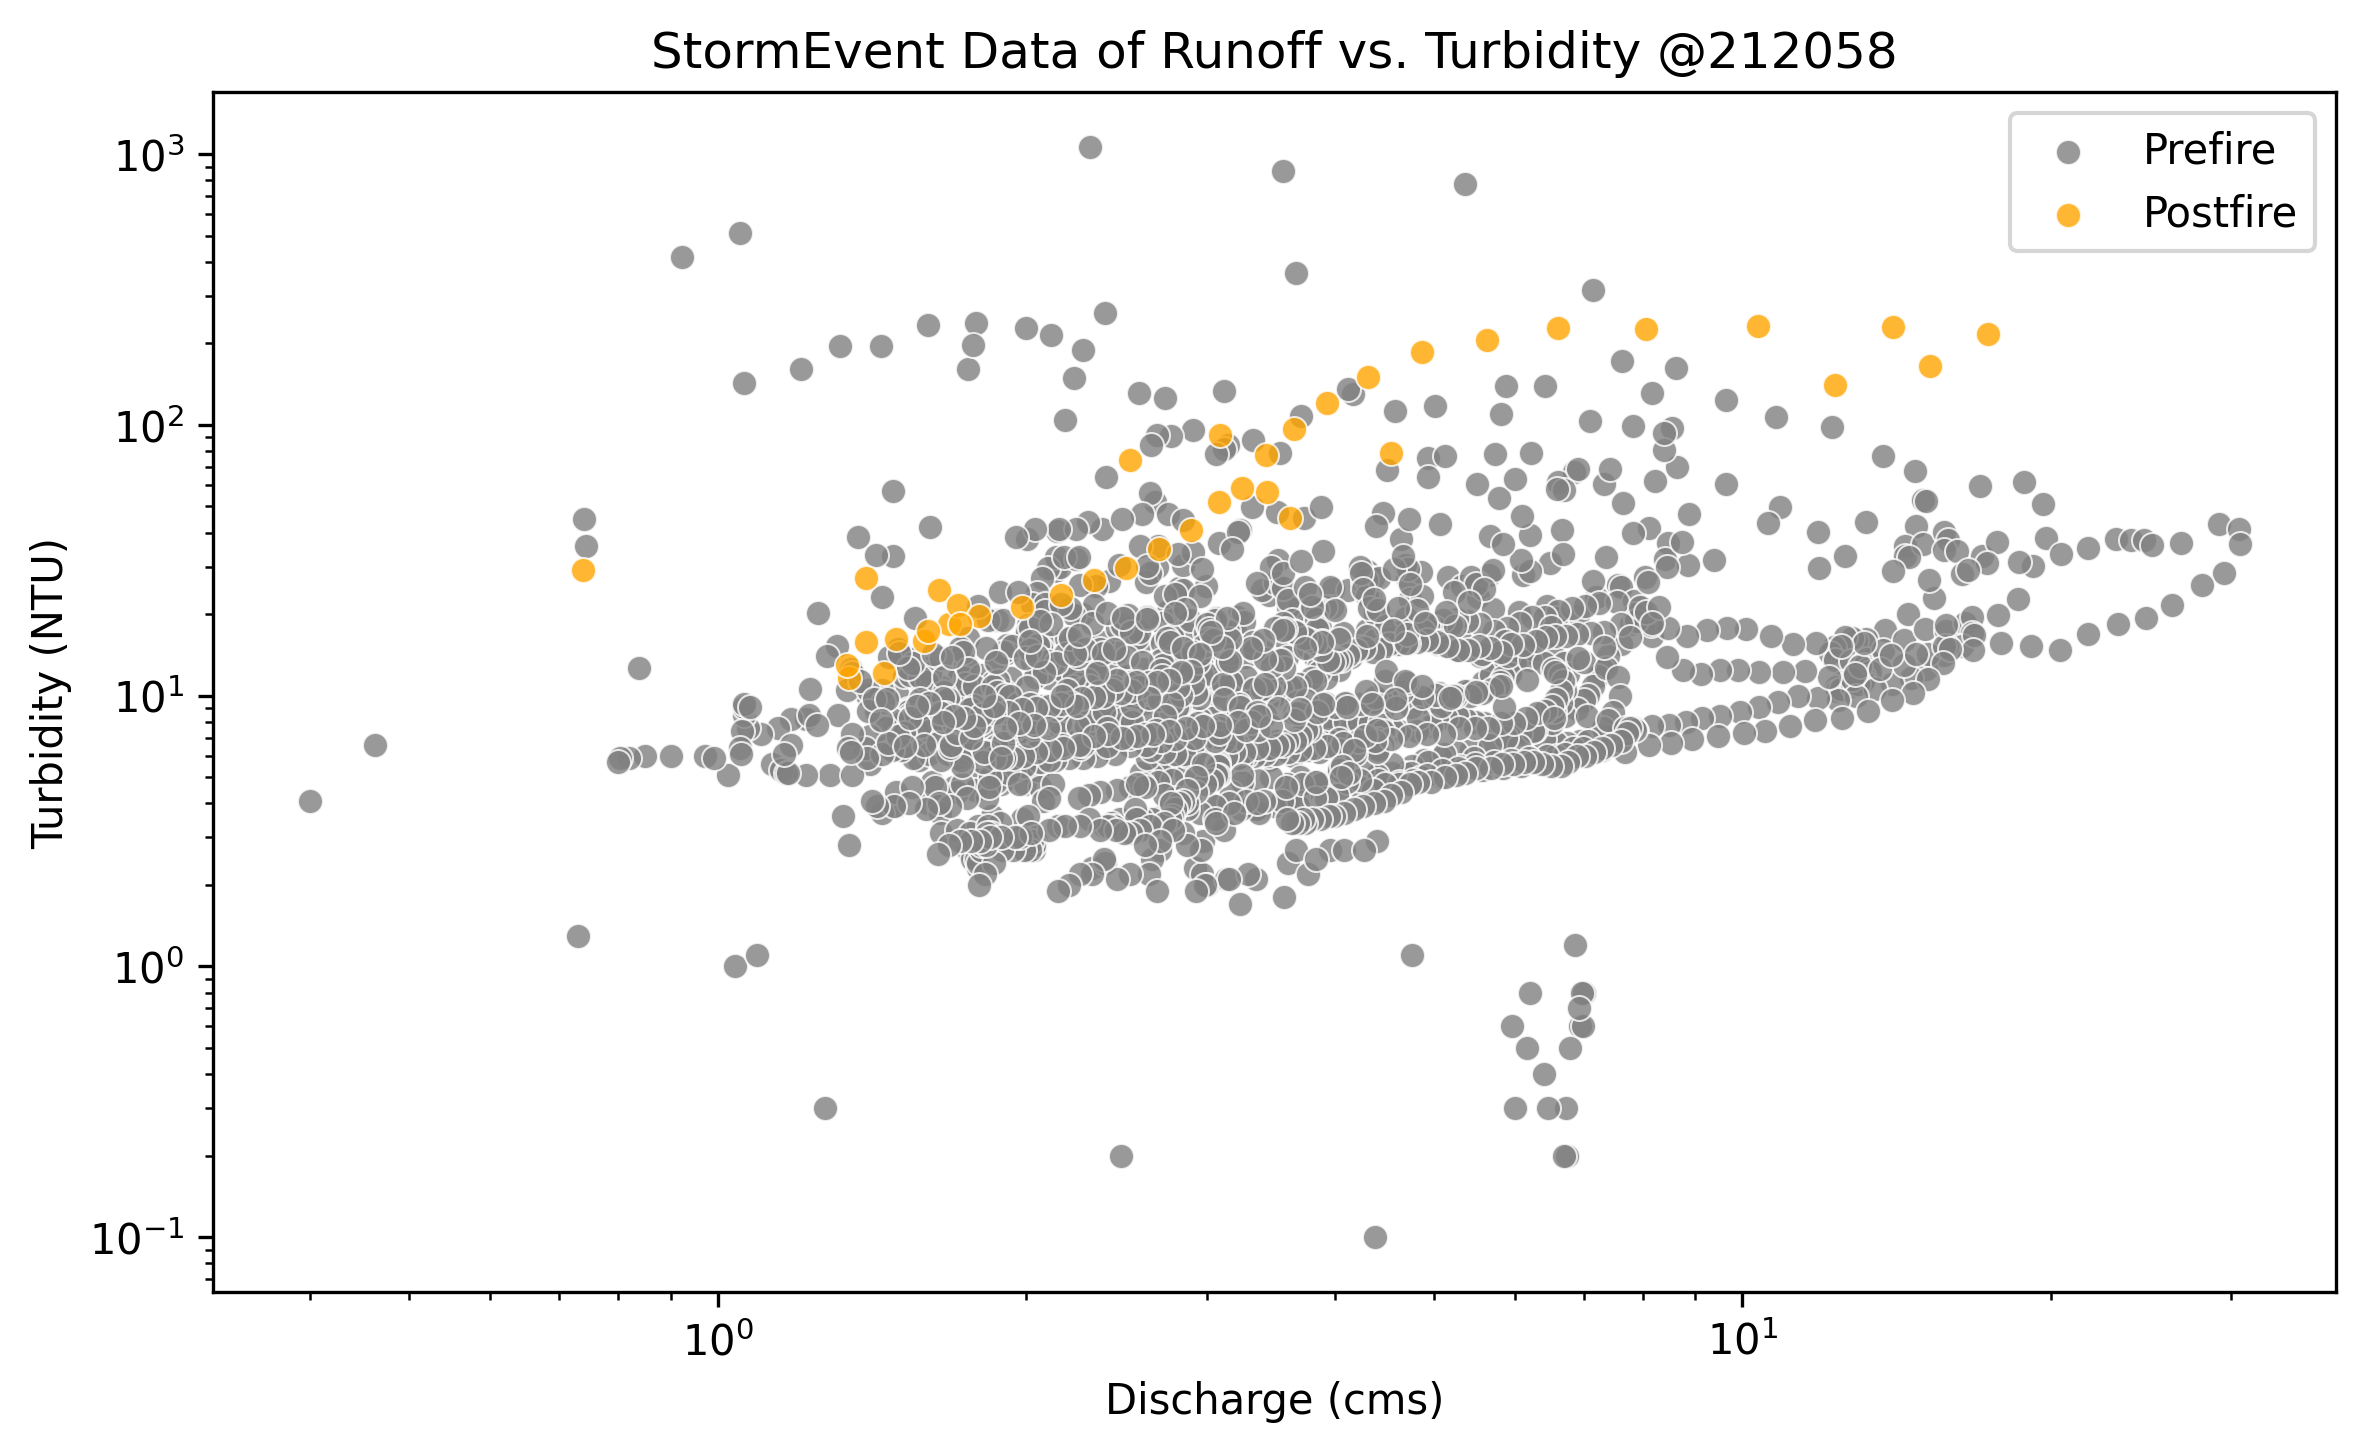 StormEvent Data of Runoff vs. Turbidity @212058
Prefire
Postfire
Turbidity (NTU)
10³
10²
10¹
10⁰
10⁻¹
10⁰ 10¹
Discharge (cms)